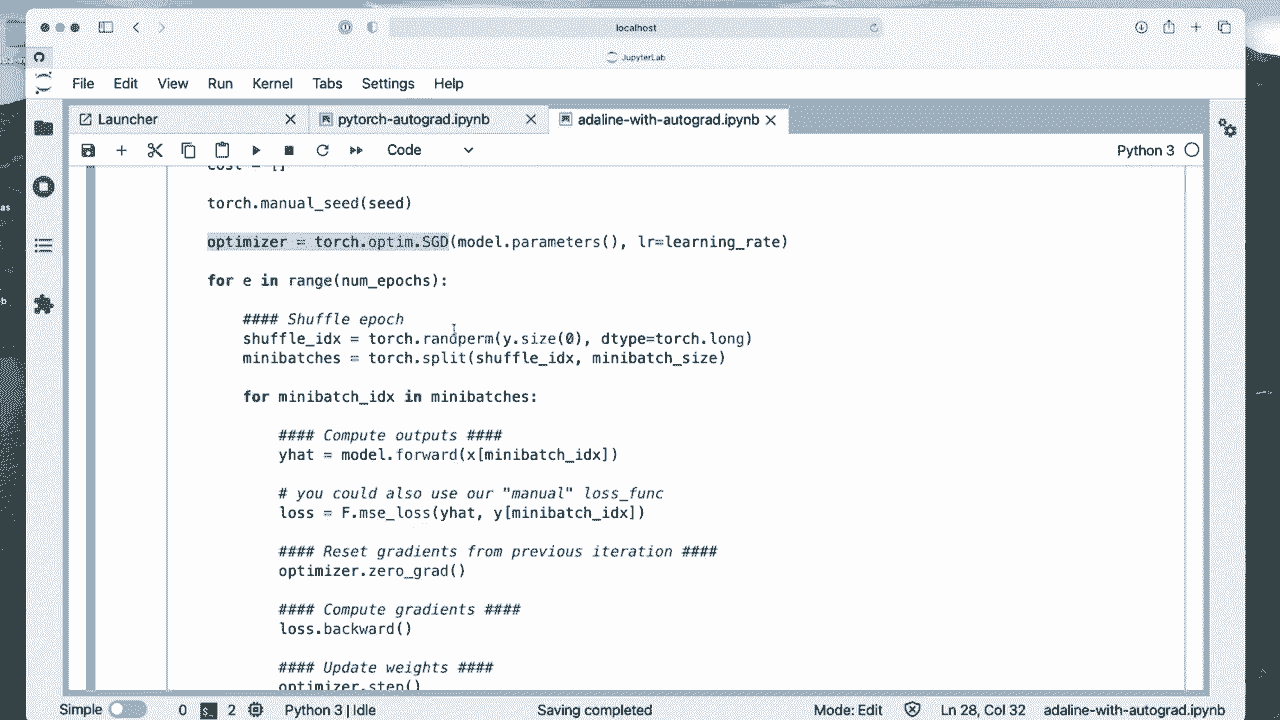 localhost
JupyterLab
File Edit View Run Kernel Tabs Settings Help
Launcher pytorch-autograd.ipynb adaline-with-autograd.ipynb
Code Python 3
cost = []
torch.manual_seed(seed)
optimizer = torch.optim.SGD(model.parameters(), lr=learning_rate)
for e in range(num_epochs):
#### Shuffle epoch
shuffle_idx = torch.randperm(y.size(0), dtype=torch.long)
minibatches = torch.split(shuffle_idx, minibatch_size)
for minibatch_idx in minibatches:
#### Compute outputs ####
yhat = model.forward(x[minibatch_idx])
# you could also use our "manual" loss_func
loss = F.mse_loss(yhat, y[minibatch_idx])
#### Reset gradients from previous iteration ####
optimizer.zero_grad()
#### Compute gradients ####
loss.backward()
#### Update weights ####
optimizer.step()
Simple 0 2 Python 3 | Idle Saving completed Mode: Edit Ln 28, Col 32 adaline-with-autograd.ipynb